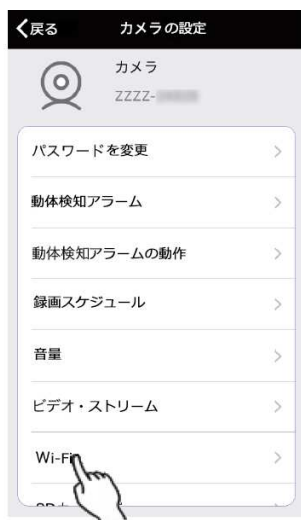 戻る カメラの設定
カメラ
ZZZZ-
パスワードを変更
動体検知アラーム
動体検知アラームの動作
録画スケジュール
音量
ビデオ・ストリーム
Wi-Fi